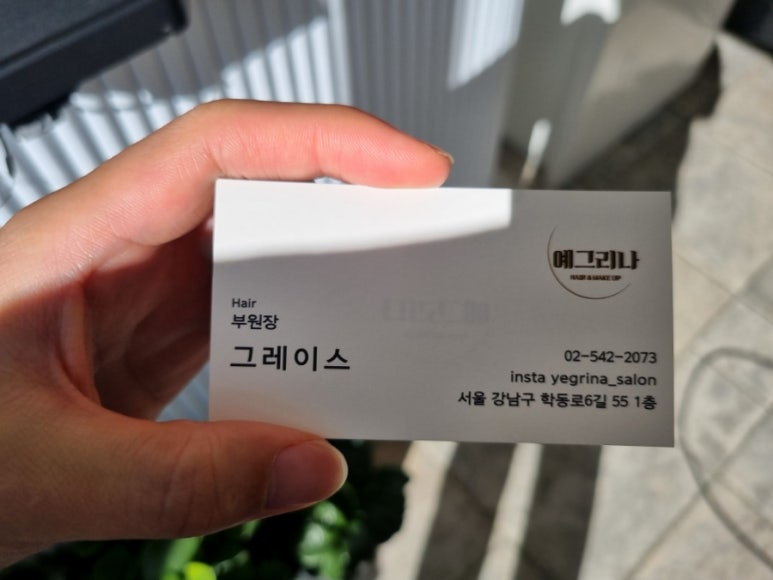 예그리나
HAIR & MAKE UP
Hair
부원장
그레이스
02-542-2073
insta yegrina_salon
서울 강남구 학동로6길 55 1층